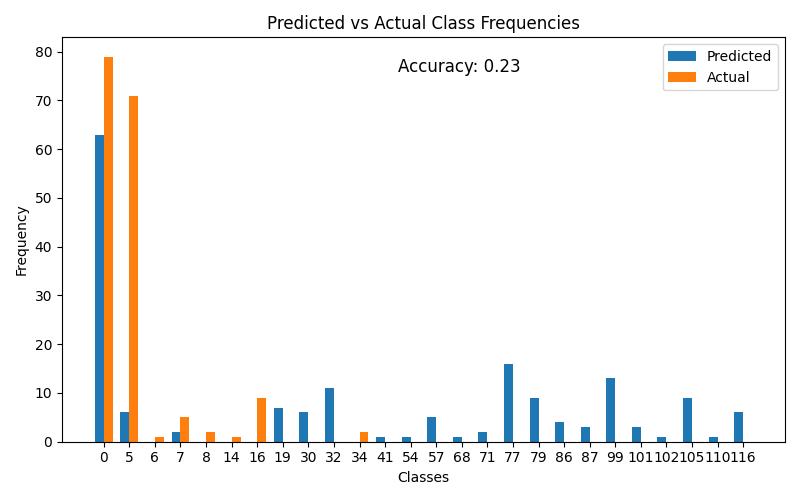 Predicted vs Actual Class Frequencies
Accuracy: 0.23
Predicted
Actual
Frequency
80
70
60
50
40
30
20
10
0
0 5 6 7 8 14 16 19 30 32 34 41 54 57 68 71 77 79 86 87 99 101 102 105 110 116
Classes